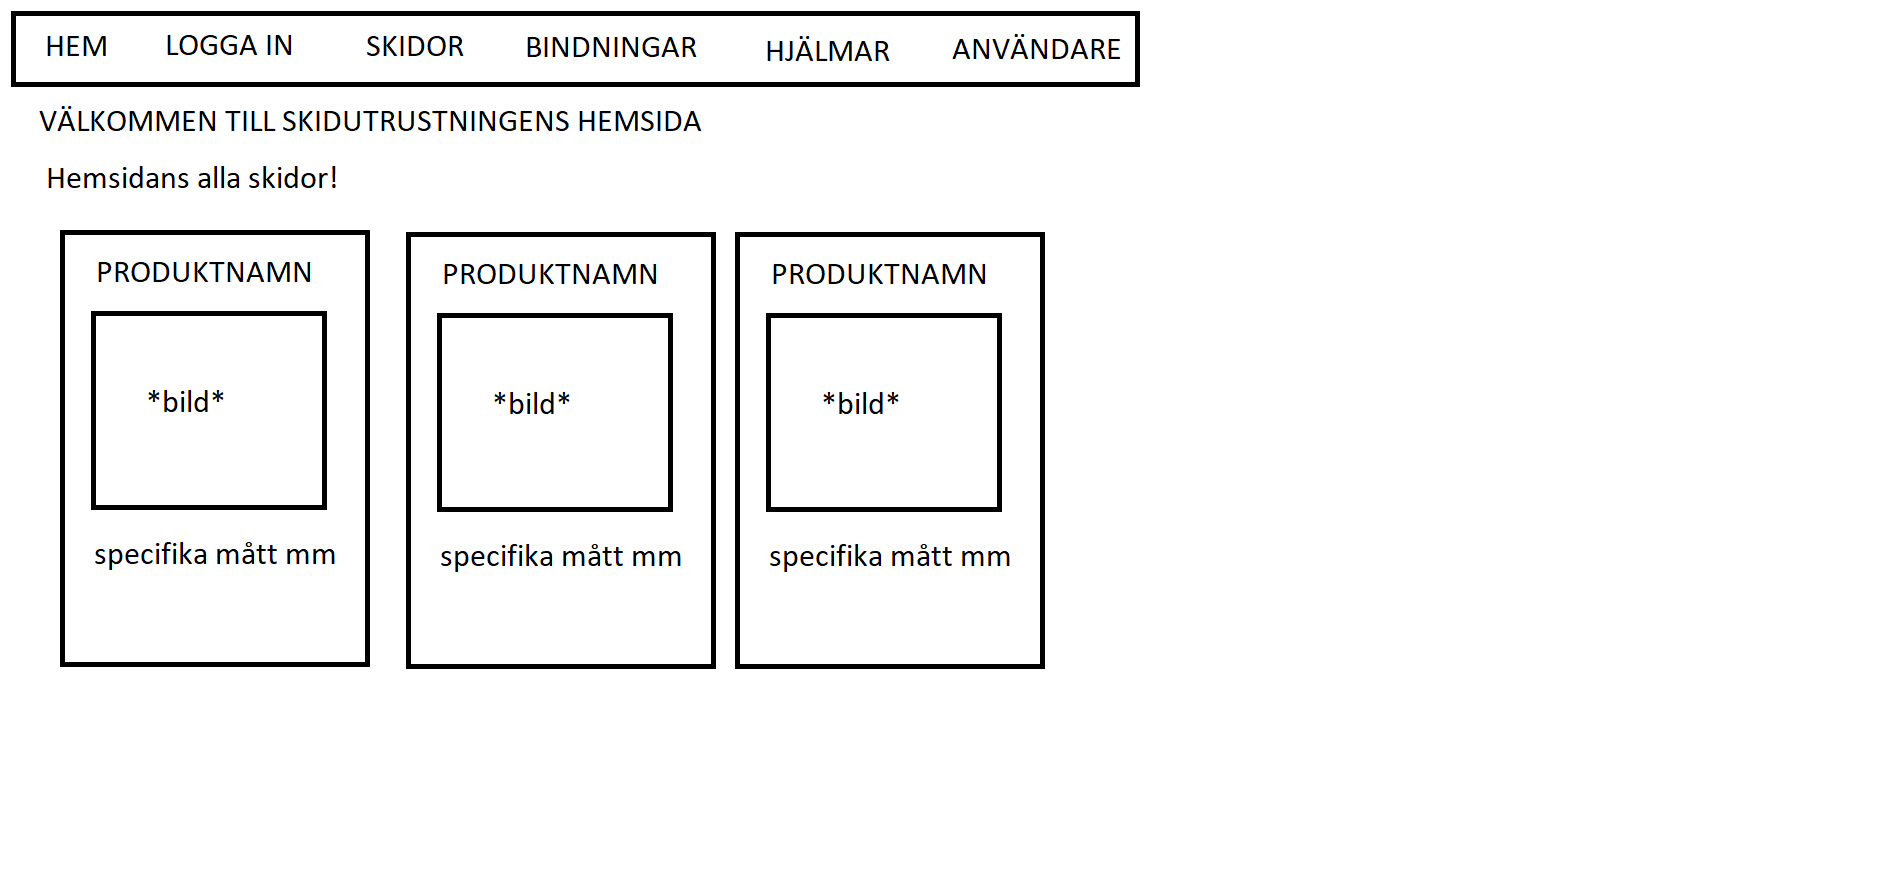 HEM LOGGA IN SKIDOR BINDNINGAR HJÄLMAR ANVÄNDARE
VÄLKOMMEN TILL SKIDUTRUSTNINGENS HEMSIDA
Hemsidans alla skidor!
PRODUKTNAMN PRODUKTNAMN PRODUKTNAMN
*bild* *bild* *bild*
specifika mått mm specifika mått mm specifika mått mm